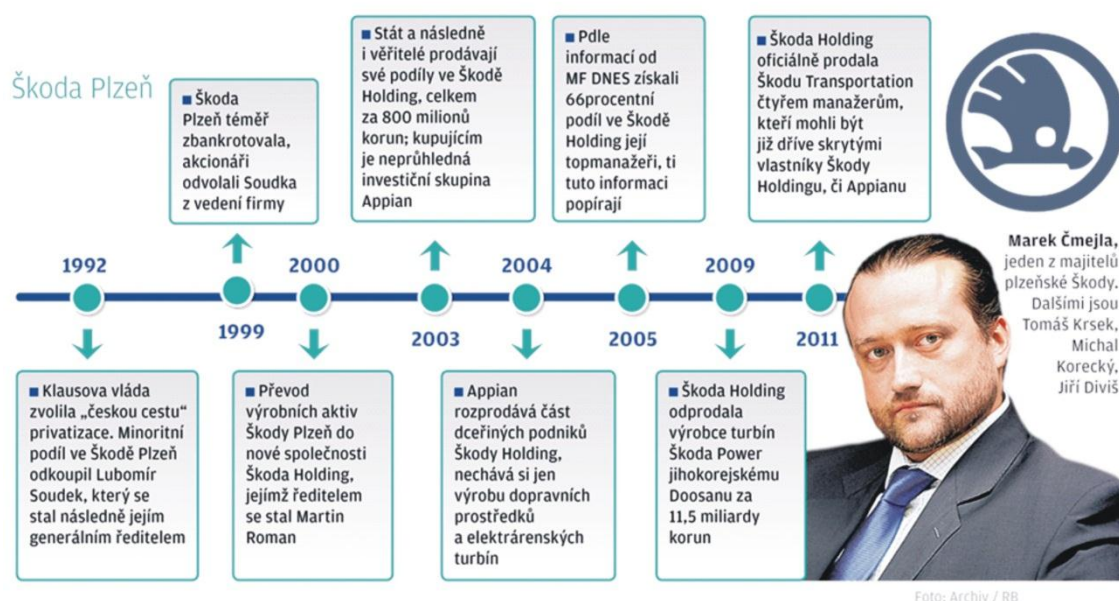 Škoda Plzeň
■ Škoda
Plzeň téměř
zbankrotovala,
akcionáři
odvolali Soudka
z vedení firmy
■ Stát a následně
i věřitelé prodávají
své podíly ve Škodě
Holding, celkem
za 800 milionů
korun; kupujícím
je neprůhledná
investiční skupina
Appian
■ Pdle
informací od
MF DNES získali
66procentní
podíl ve Škodě
Holding její
topmanažeři, ti
tuto informaci
popírají
■ Škoda Holding
oficiálně prodala
Škodu Transportation
čtyřem manažerům,
kteří mohli být
již dříve skrytými
vlastníky Škody
Holdingu, či Appianu
1992
1999
2000
2003
2004
2005
2009
2011
■ Klausova vláda
zvolila „českou cestu“
privatizace. Minoritní
podíl ve Škodě Plzeň
odkoupil Lubomír
Soudek, který se
stal následně jejím
generálním ředitelem
■ Převod
výrobních aktiv
Škody Plzeň do
nové společnosti
Škoda Holding,
jejímž ředitelem
se stal Martin
Roman
■ Appian
rozprodává část
dceřiných podniků
Škody Holding,
nechává si jen
výrobu dopravních
prostředků
a elektrárenských
turbín
■ Škoda Holding
odprodala
výrobce turbín
Škoda Power
jihokorejskému
Doosanu za
11,5 miliardy
korun
Marek Čmejla,
jeden z majitelů
plzeňské Škody.
Dalšími jsou
Tomáš Krsek,
Michal
Korecký,
Jiří Diviš
Foto: Archiv / RB